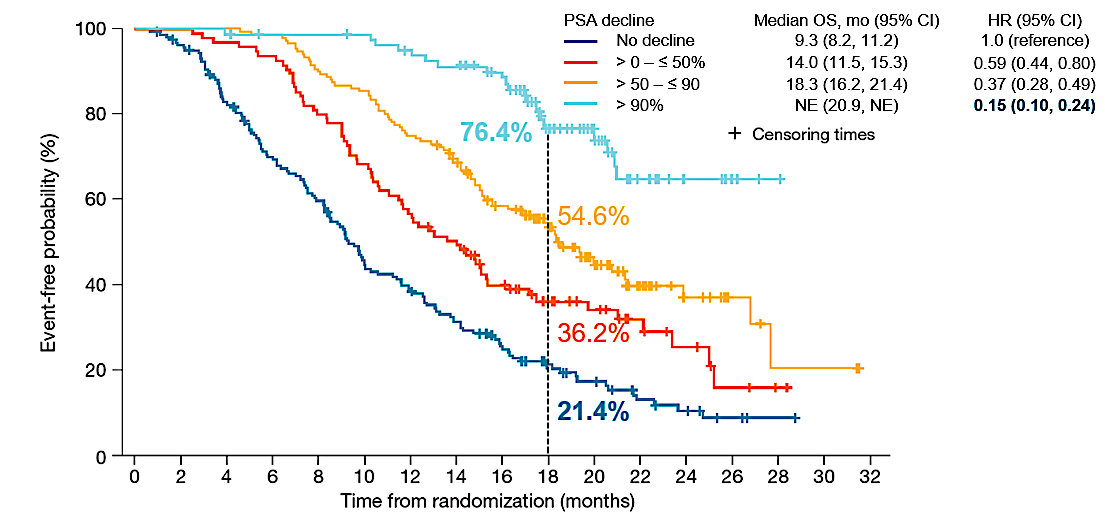 PSA decline Median OS, mo (95% CI) HR (95% CI)
No decline 9.3 (8.2, 11.2) 1.0 (reference)
> 0 – ≤ 50% 14.0 (11.5, 15.3) 0.59 (0.44, 0.80)
> 50 – ≤ 90 18.3 (16.2, 21.4) 0.37 (0.28, 0.49)
> 90% NE (20.9, NE) 0.15 (0.10, 0.24)
+ Censoring times
Event-free probability (%)
100
80
60
40
20
0
76.4%
54.6%
36.2%
21.4%
0 2 4 6 8 10 12 14 16 18 20 22 24 26 28 30 32
Time from randomization (months)